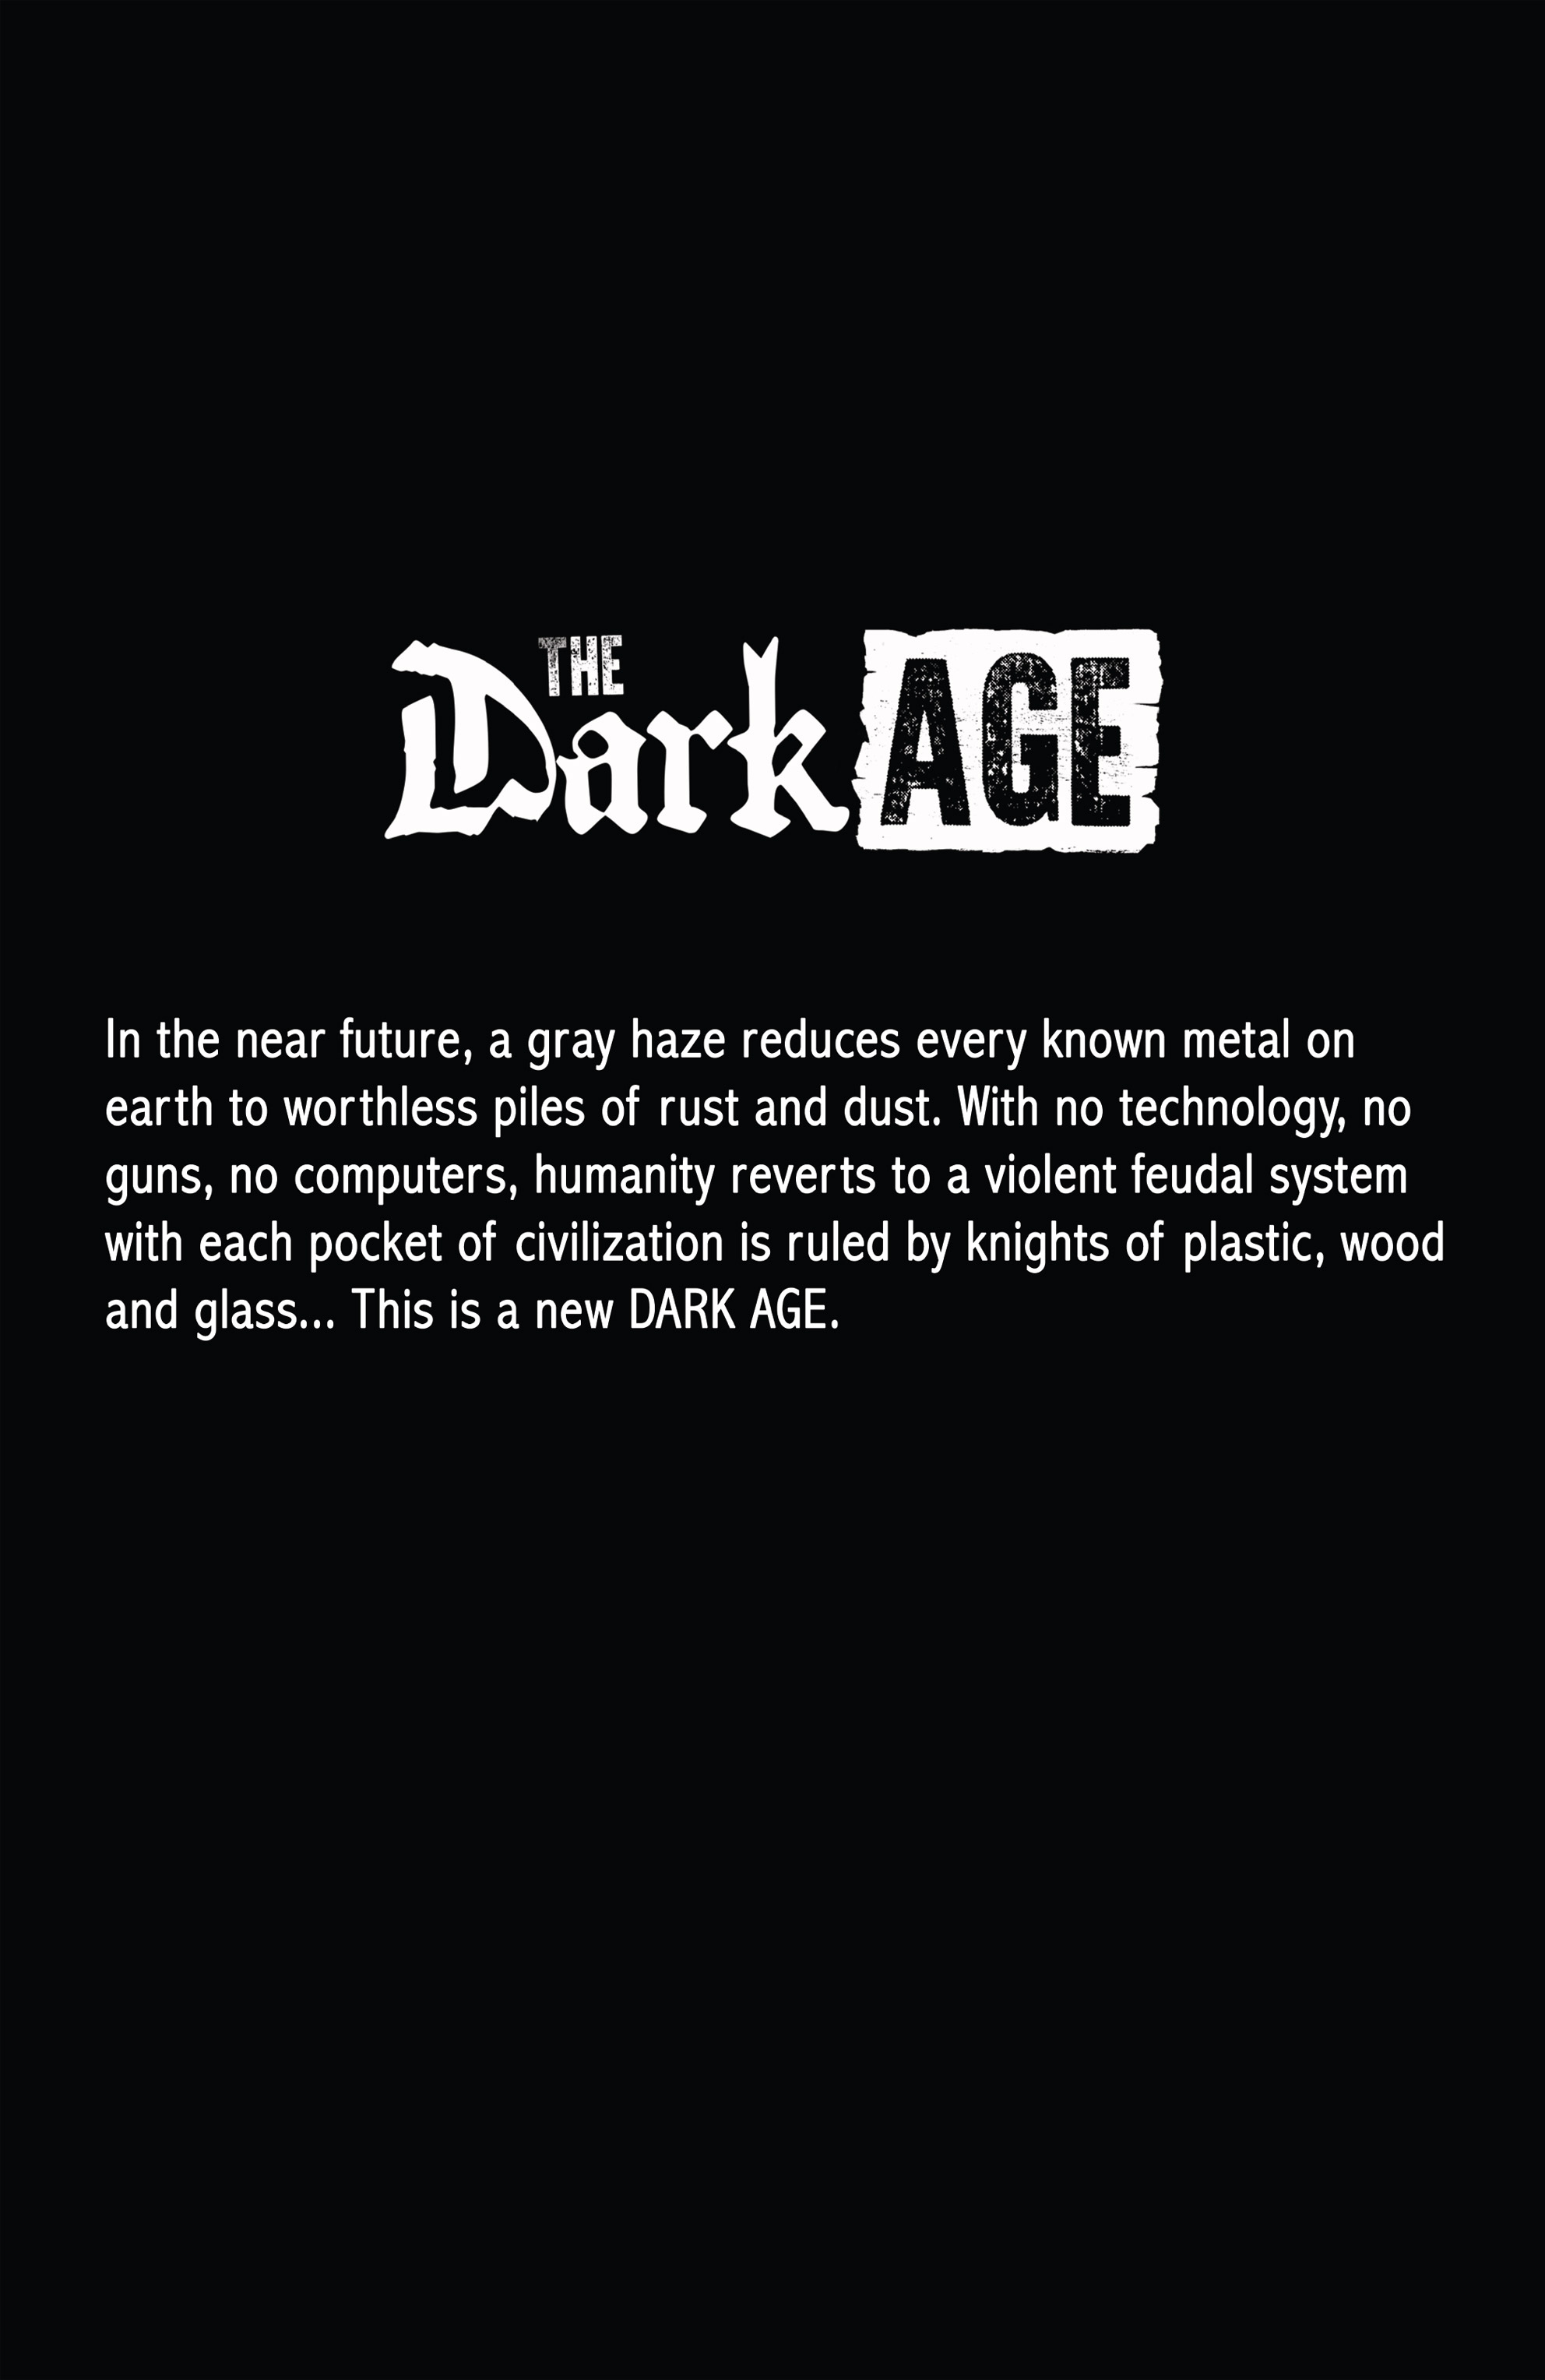 THE
Dark AGE
In the near future, a gray haze reduces every known metal on
earth to worthless piles of rust and dust. With no technology, no
guns, no computers, humanity reverts to a violent feudal system
with each pocket of civilization is ruled by knights of plastic, wood
and glass... This is a new DARK AGE.